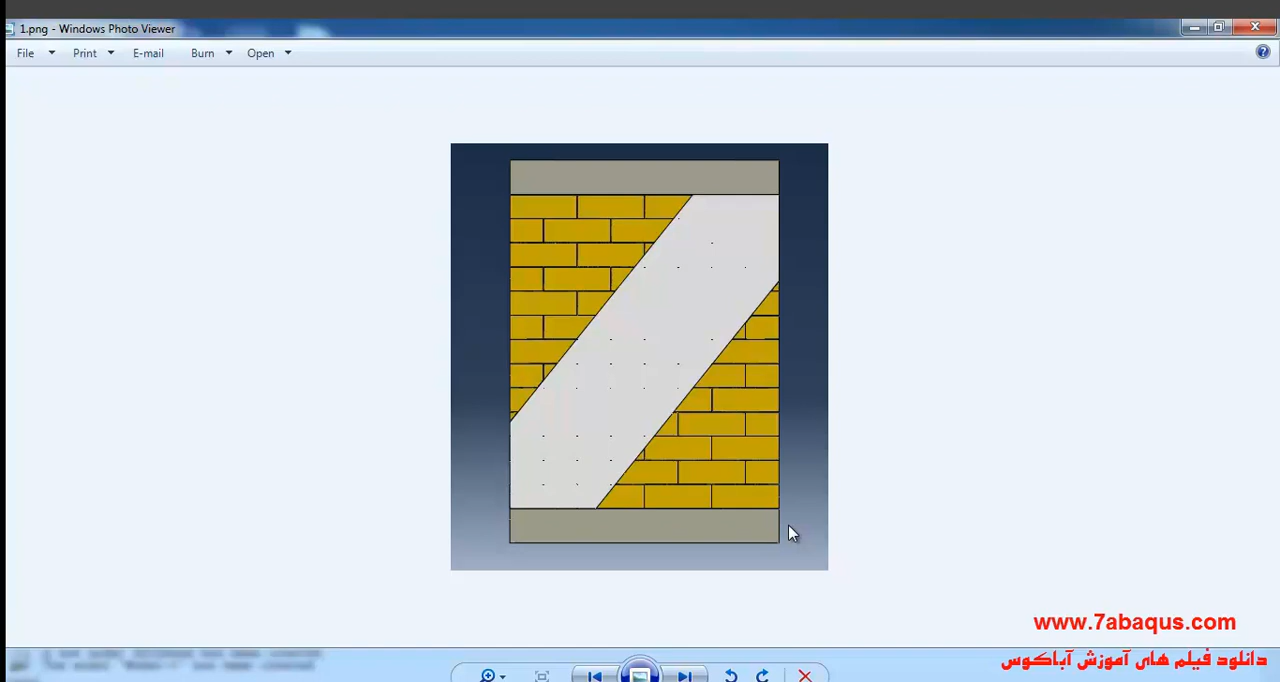 1.png - Windows Photo Viewer
File Print E-mail Burn Open
www.7abaqus.com
دانلود فیلم های آموزش آباکوس